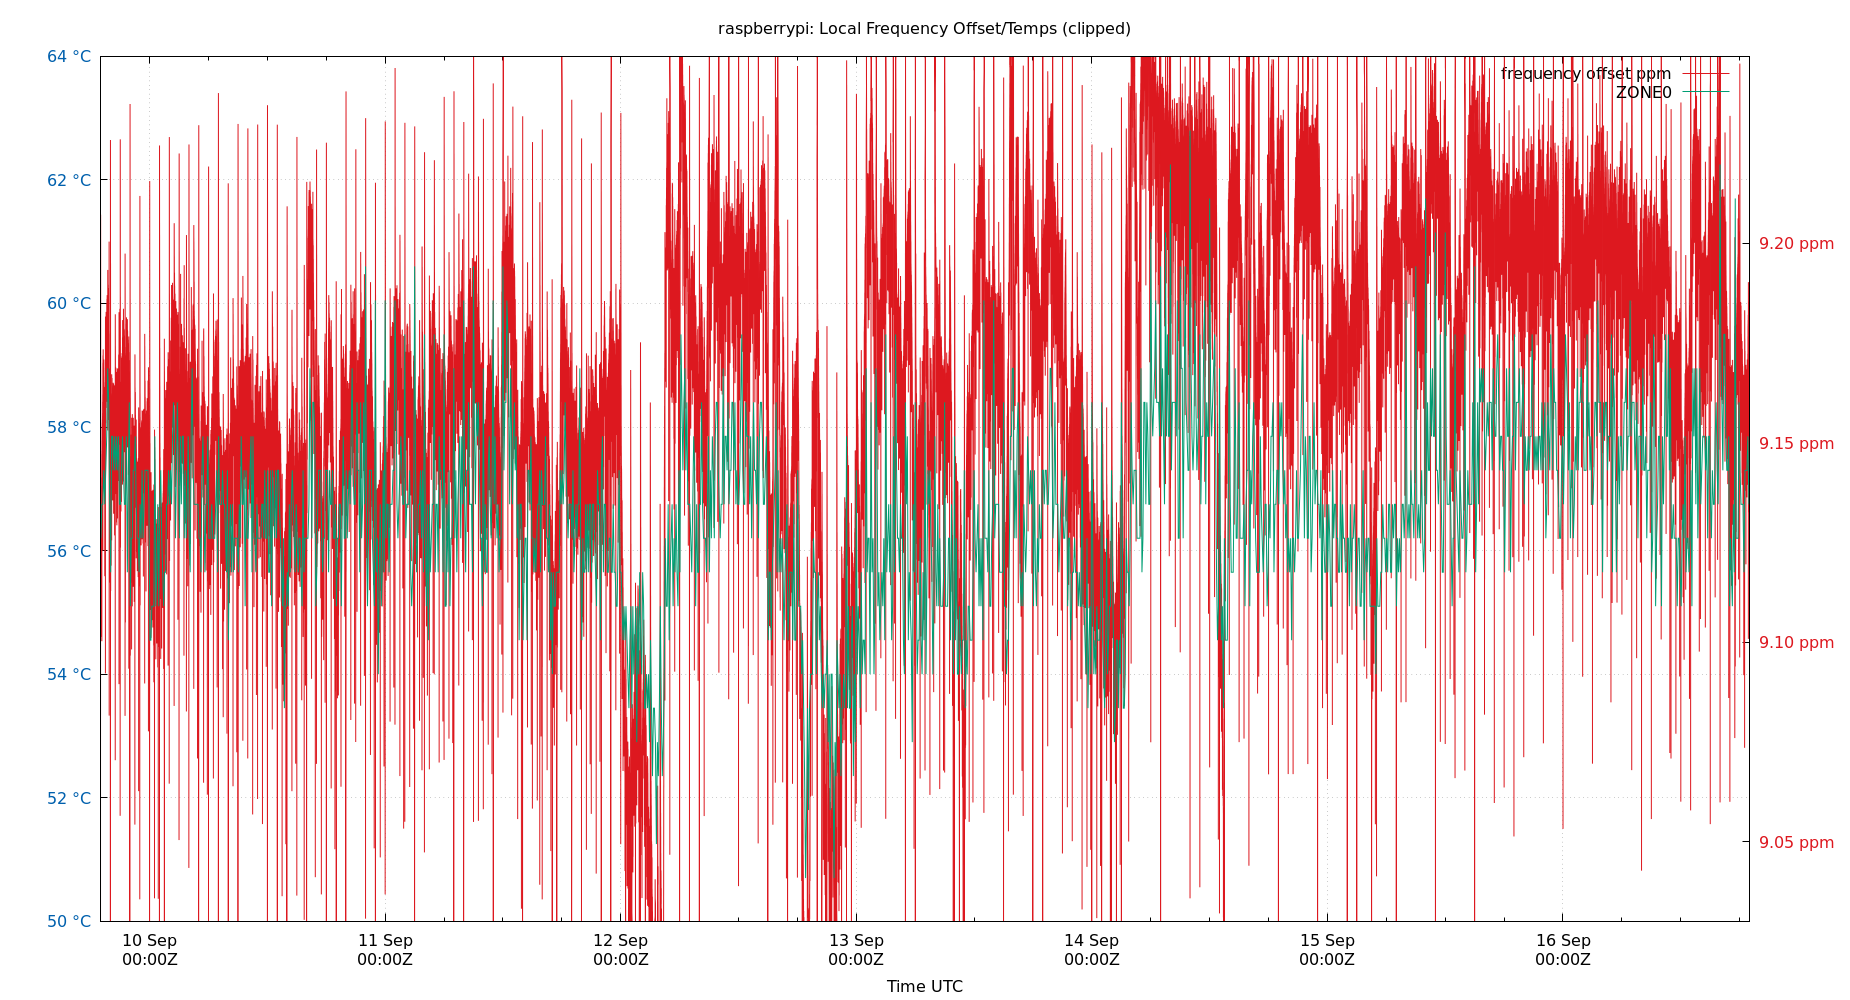 raspberrypi: Local Frequency Offset/Temps (clipped)
64 °C
62 °C
60 °C
58 °C
56 °C
54 °C
52 °C
50 °C
frequency offset ppm
ZONE0
9.20 ppm
9.15 ppm
9.10 ppm
9.05 ppm
10 Sep
00:00Z
11 Sep
00:00Z
12 Sep
00:00Z
13 Sep
00:00Z
14 Sep
00:00Z
15 Sep
00:00Z
16 Sep
00:00Z
Time UTC